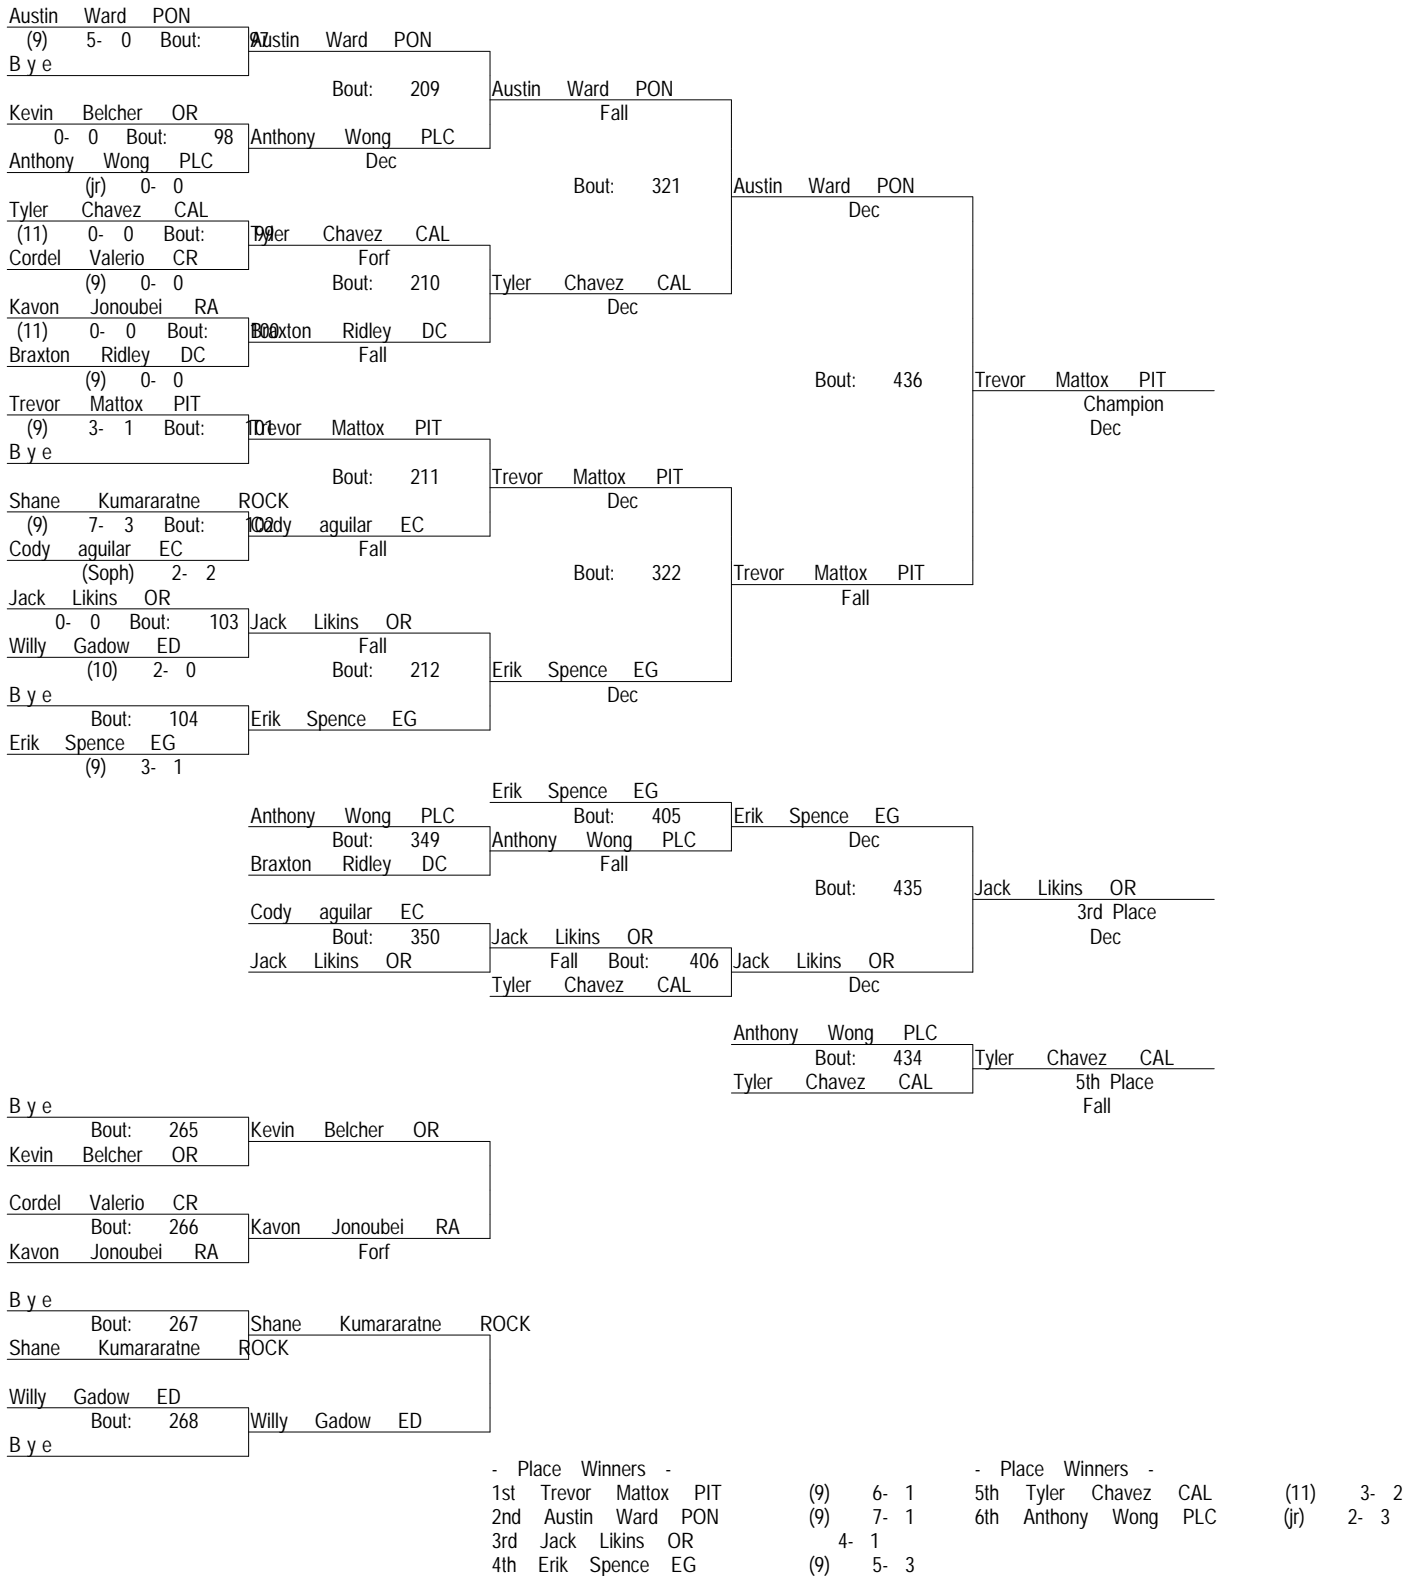 Austin Ward PON
(9) 5- 0 Bout: 97 Austin Ward PON
B y e
Bout: 209 Austin Ward PON
Kevin Belcher OR Fall
0- 0 Bout: 98 Anthony Wong PLC
Anthony Wong PLC Dec
(jr) 0- 0 Bout: 321 Austin Ward PON
Tyler Chavez CAL Dec
(11) 0- 0 Bout: 99 Tyler Chavez CAL
Cordel Valerio CR Forf
(9) 0- 0 Bout: 210 Tyler Chavez CAL
Kavon Jonoubei RA Dec
(11) 0- 0 Bout: 100 Braxton Ridley DC
Braxton Ridley DC Fall
(9) 0- 0 Bout: 436 Trevor Mattox PIT
Trevor Mattox PIT Champion
(9) 3- 1 Bout: 101 Trevor Mattox PIT Dec
B y e
Bout: 211 Trevor Mattox PIT
Shane Kumararatne ROCK Dec
(9) 7- 3 Bout: 102 Cody aguilar EC
Cody aguilar EC Fall
(Soph) 2- 2 Bout: 322 Trevor Mattox PIT
Jack Likins OR Fall
0- 0 Bout: 103 Jack Likins OR
Willy Gadow ED Fall
(10) 2- 0 Bout: 212 Erik Spence EG
B y e Dec
Bout: 104 Erik Spence EG
Erik Spence EG
(9) 3- 1
Erik Spence EG
Anthony Wong PLC Bout: 405 Erik Spence EG
Bout: 349 Anthony Wong PLC Dec
Braxton Ridley DC Fall
Bout: 435 Jack Likins OR
Cody aguilar EC 3rd Place
Bout: 350 Jack Likins OR Dec
Jack Likins OR Fall Bout: 406 Jack Likins OR
Tyler Chavez CAL Dec
Anthony Wong PLC
Bout: 434 Tyler Chavez CAL
Tyler Chavez CAL 5th Place
B y e Fall
Bout: 265 Kevin Belcher OR
Kevin Belcher OR
Cordel Valerio CR
Bout: 266 Kavon Jonoubei RA
Kavon Jonoubei RA Forf
B y e
Bout: 267 Shane Kumararatne ROCK
Shane Kumararatne ROCK
Willy Gadow ED
Bout: 268 Willy Gadow ED
B y e
- Place Winners - - Place Winners -
1st Trevor Mattox PIT (9) 6- 1 5th Tyler Chavez CAL (11) 3- 2
2nd Austin Ward PON (9) 7- 1 6th Anthony Wong PLC (jr) 2- 3
3rd Jack Likins OR 4- 1
4th Erik Spence EG (9) 5- 3